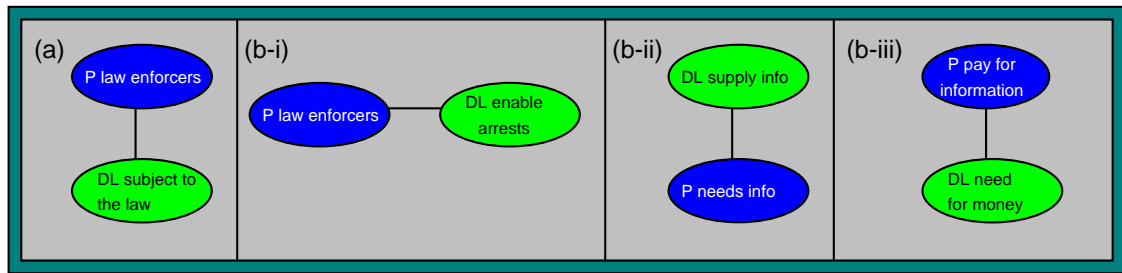 (a)
P law enforcers
DL subject to
the law
(b-i)
P law enforcers
DL enable
arrests
(b-ii)
DL supply info
P needs info
(b-iii)
P pay for
information
DL need
for money